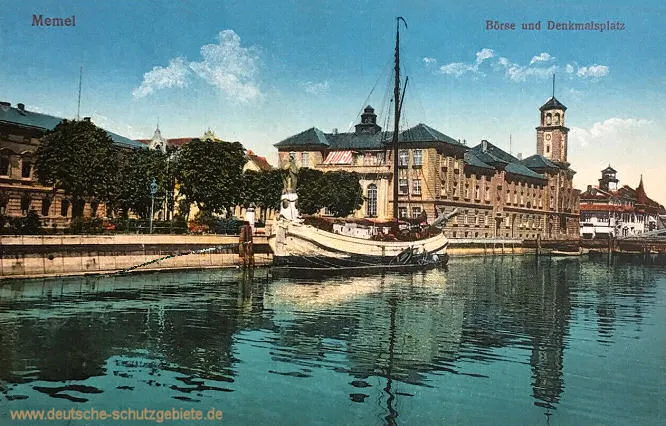 Memel
Börse und Denkmalsplatz
www.deutsche-schutzgebiete.de